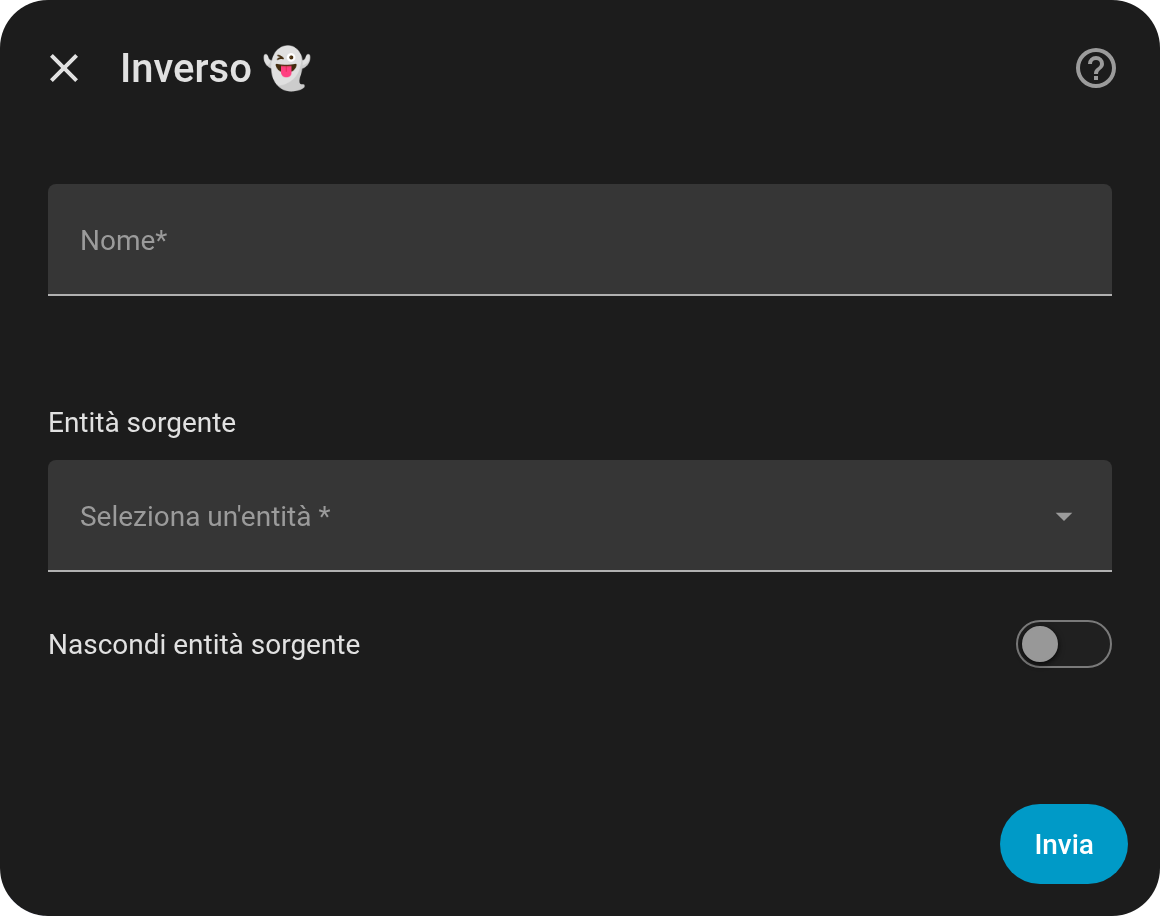 Inverso 👻
Nome*
Entità sorgente
Seleziona un'entità *
Nascondi entità sorgente
Invia